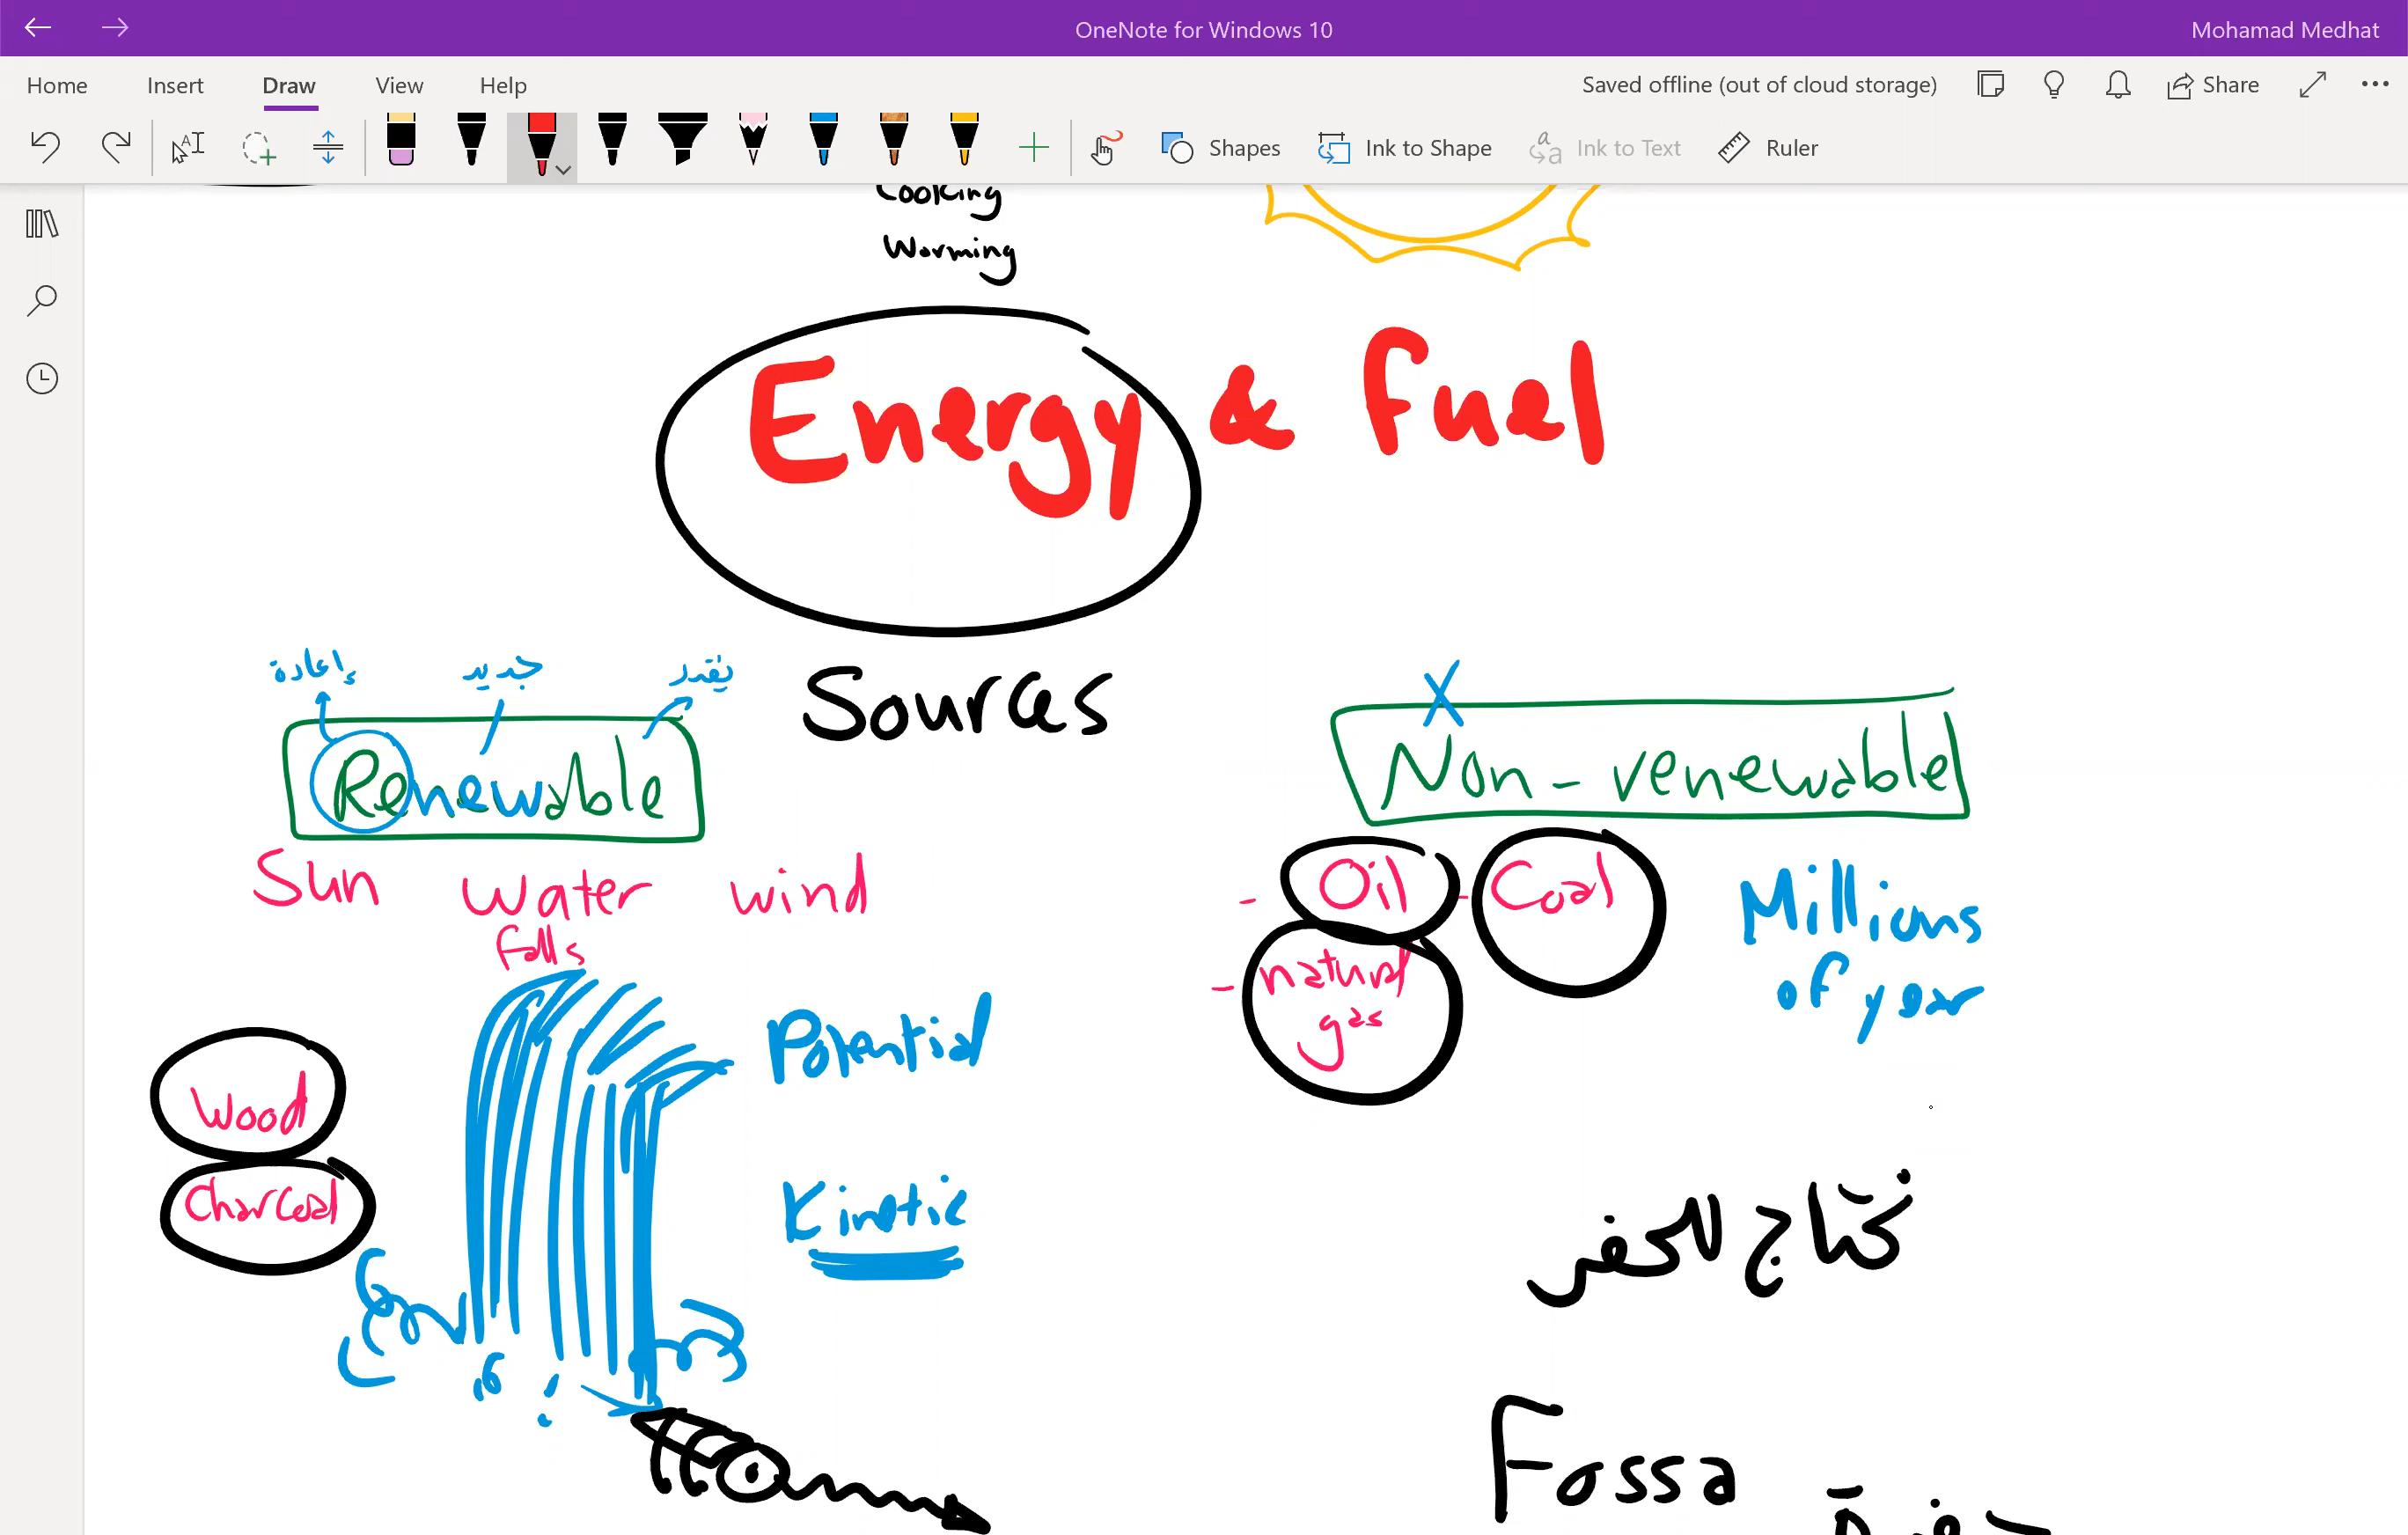 OneNote for Windows 10
Mohamad Medhat
Home Insert Draw View Help
Saved offline (out of cloud storage)
Share
Shapes
Ink to Shape
Ink to Text
Ruler
Cooking
Worming
Energy & Fuel
Sources
إعادة جديد يقدر
X
Renewable
Non - renewable
Sun Water wind
falls
- Oil - Coal
- natural
gas
Millions
of year
Potential
Wood
Charcoal
Kinetic
نحتاج للحفر
Fossa